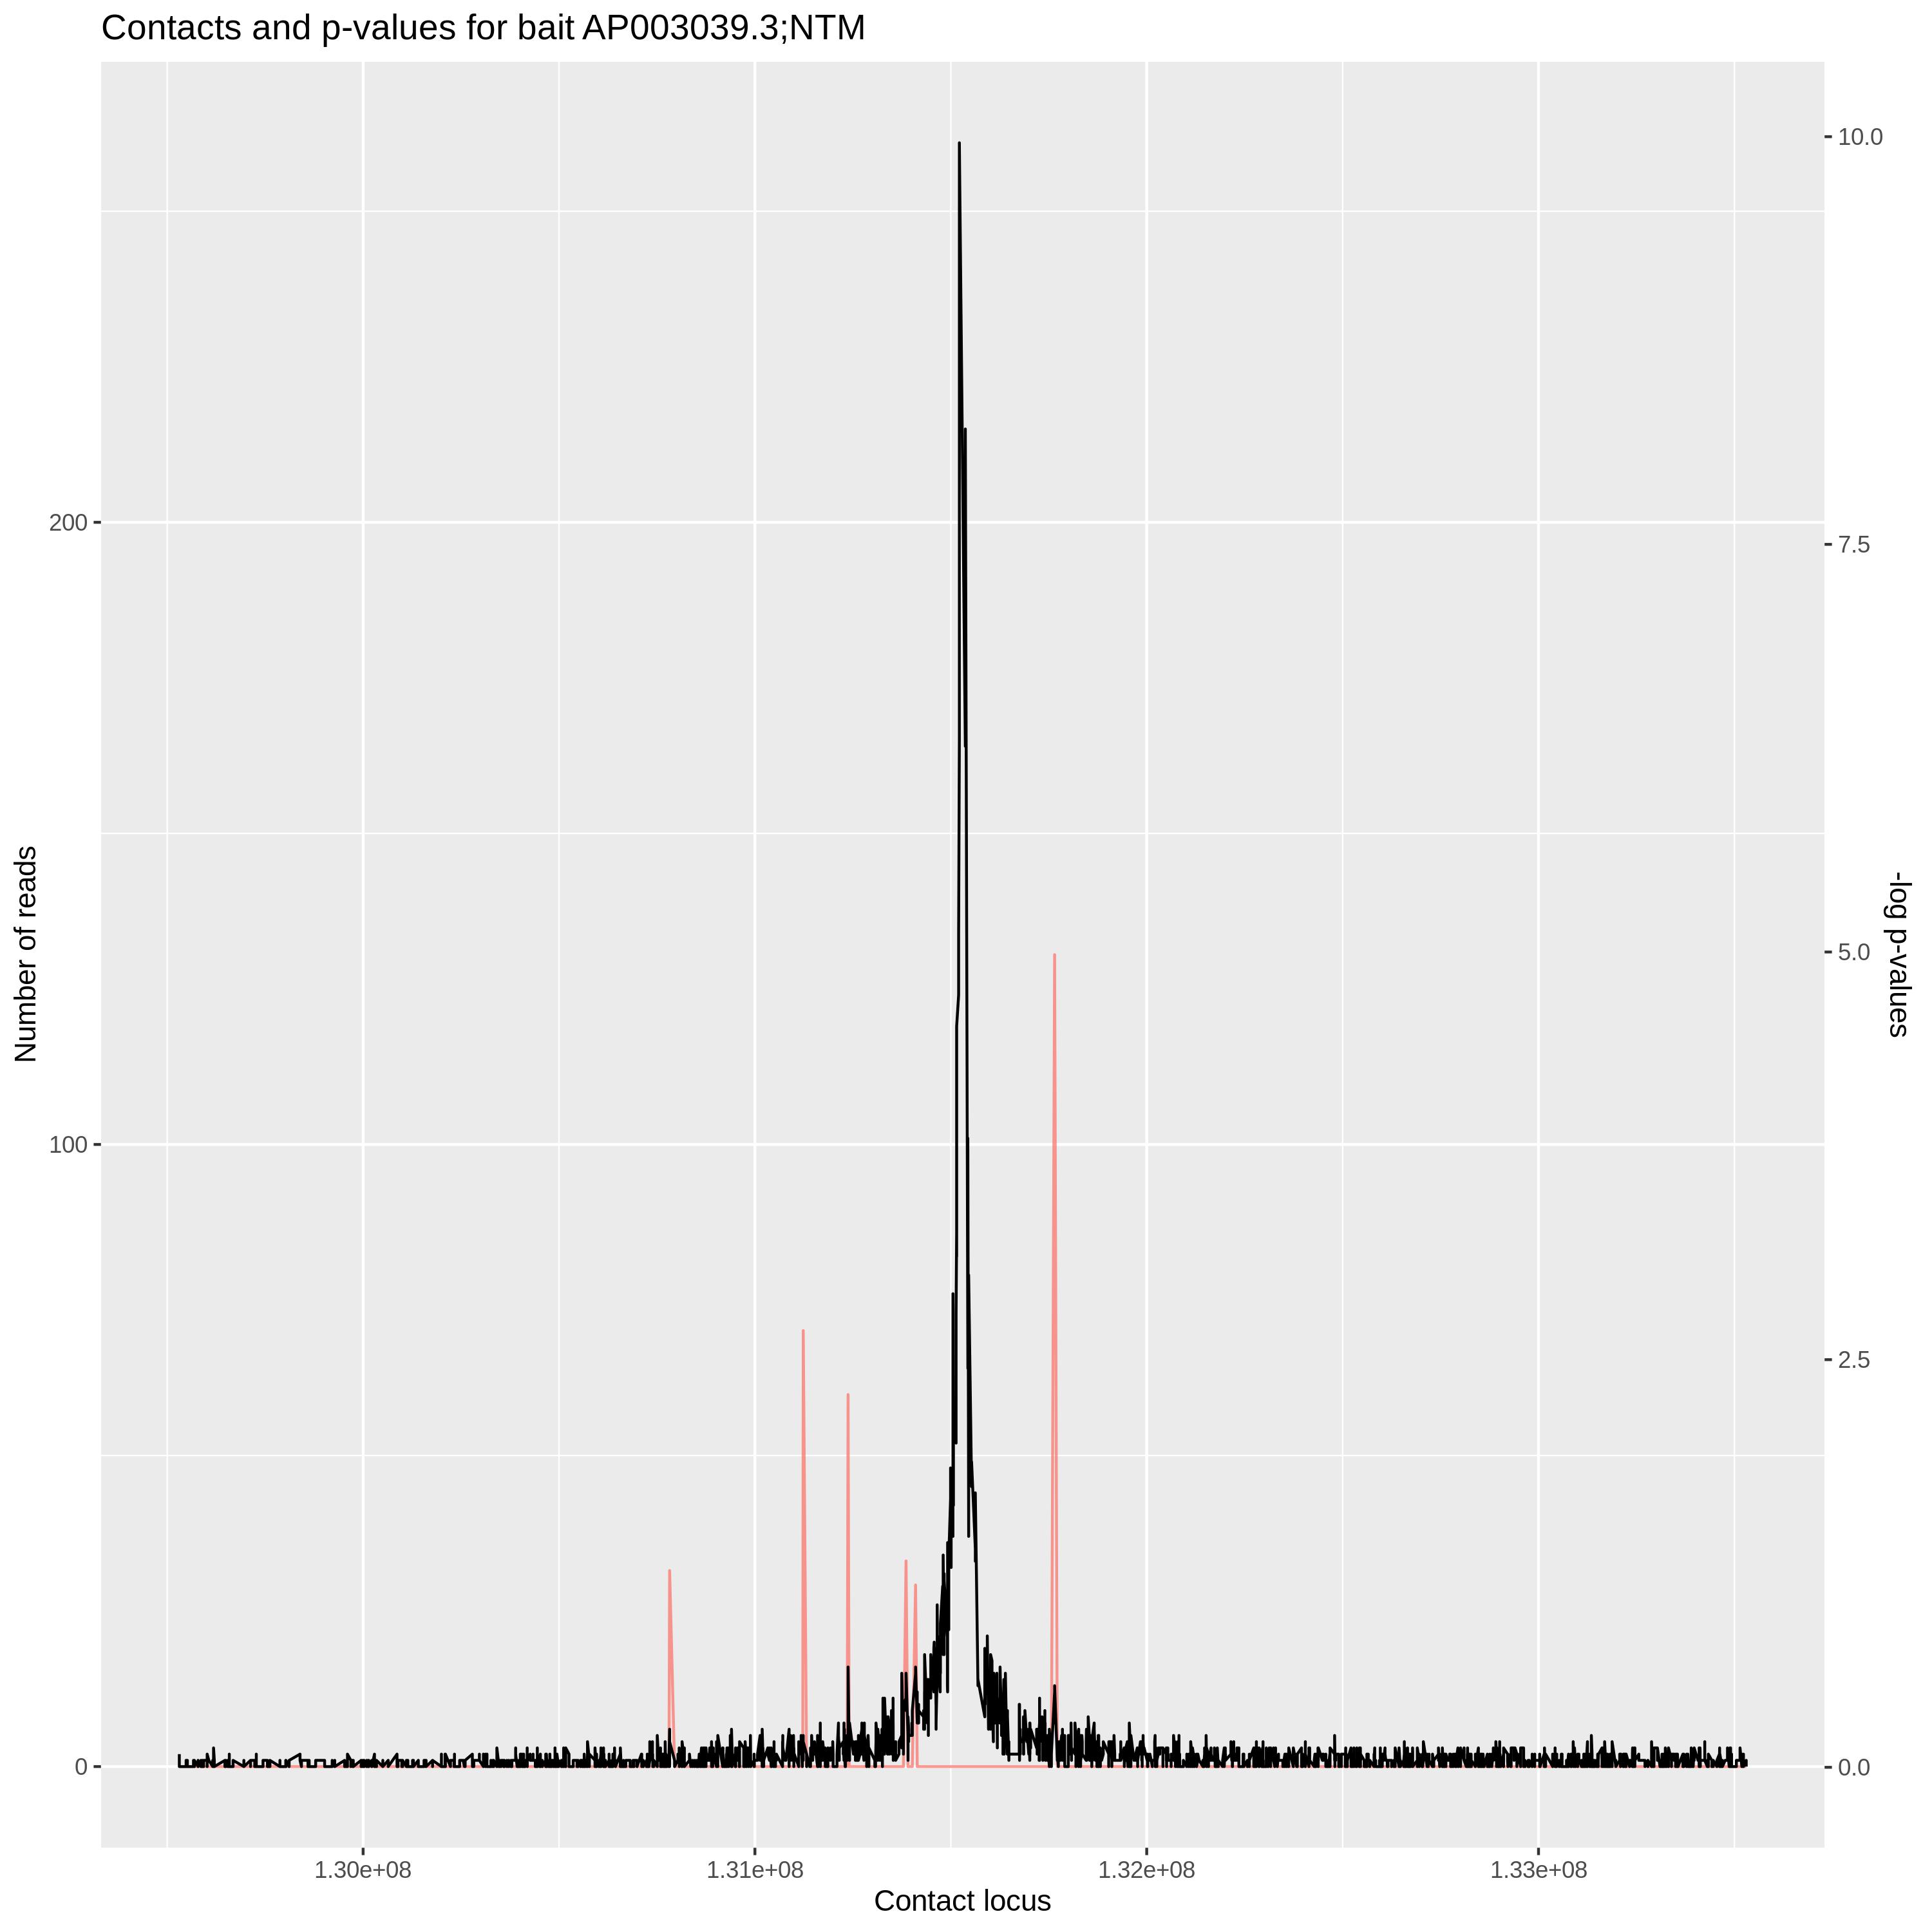 Contacts and p-values for bait AP003039.3;NTM
Number of reads
200
100
0
10.0
7.5
5.0
2.5
0.0
-log p-values
1.30e+08
1.31e+08
1.32e+08
1.33e+08
Contact locus